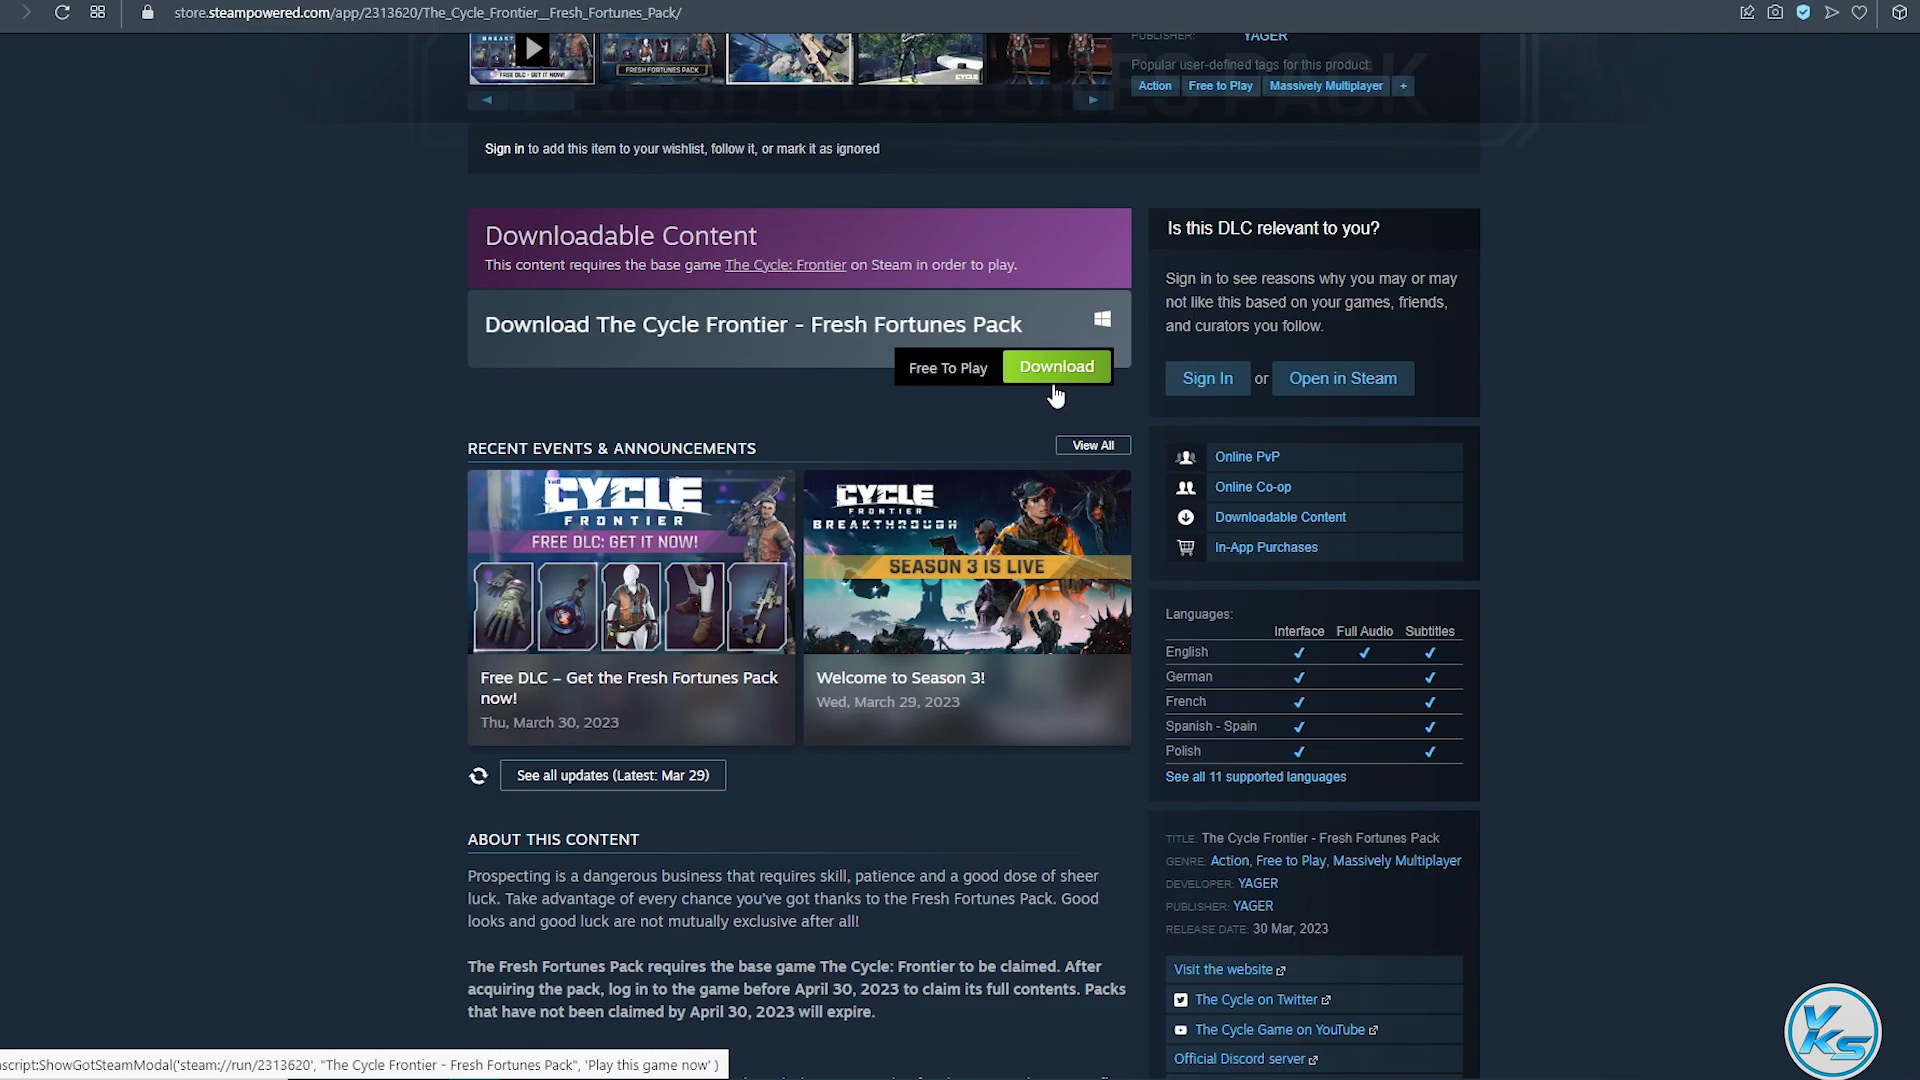 store.steampowered.com/app/2313620/The_Cycle_Frontier__Fresh_Fortunes_Pack/
FREE DLC - GET IT NOW!
FRESH FORTUNES PACK
CYCLE
PUBLISHER: YAGER
Popular user-defined tags for this product:
Action Free to Play Massively Multiplayer +
Sign in to add this item to your wishlist, follow it, or mark it as ignored
Downloadable Content
This content requires the base game The Cycle: Frontier on Steam in order to play.
Download The Cycle Frontier - Fresh Fortunes Pack
Free To Play Download
Is this DLC relevant to you?
Sign in to see reasons why you may or may
not like this based on your games, friends,
and curators you follow.
Sign In or Open in Steam
RECENT EVENTS & ANNOUNCEMENTS View All
THE CYCLE
FRONTIER
FREE DLC: GET IT NOW!
Free DLC – Get the Fresh Fortunes Pack
now!
Thu, March 30, 2023
THE CYCLE
FRONTIER
BREAKTHROUGH
SEASON 3 IS LIVE
Welcome to Season 3!
Wed, March 29, 2023
See all updates (Latest: Mar 29)
Online PvP
Online Co-op
Downloadable Content
In-App Purchases
Languages:
Interface Full Audio Subtitles
English ✔ ✔ ✔
German ✔ ✔
French ✔ ✔
Spanish - Spain ✔ ✔
Polish ✔ ✔
See all 11 supported languages
ABOUT THIS CONTENT
Prospecting is a dangerous business that requires skill, patience and a good dose of sheer
luck. Take advantage of every chance you've got thanks to the Fresh Fortunes Pack. Good
looks and good luck are not mutually exclusive after all!
The Fresh Fortunes Pack requires the base game The Cycle: Frontier to be claimed. After
acquiring the pack, log in to the game before April 30, 2023 to claim its full contents. Packs
that have not been claimed by April 30, 2023 will expire.
TITLE: The Cycle Frontier - Fresh Fortunes Pack
GENRE: Action, Free to Play, Massively Multiplayer
DEVELOPER: YAGER
PUBLISHER: YAGER
RELEASE DATE: 30 Mar, 2023
Visit the website
The Cycle on Twitter
The Cycle Game on YouTube
Official Discord server
script:ShowGotSteamModal('steam://run/2313620', "The Cycle Frontier - Fresh Fortunes Pack", 'Play this game now' )
YKS